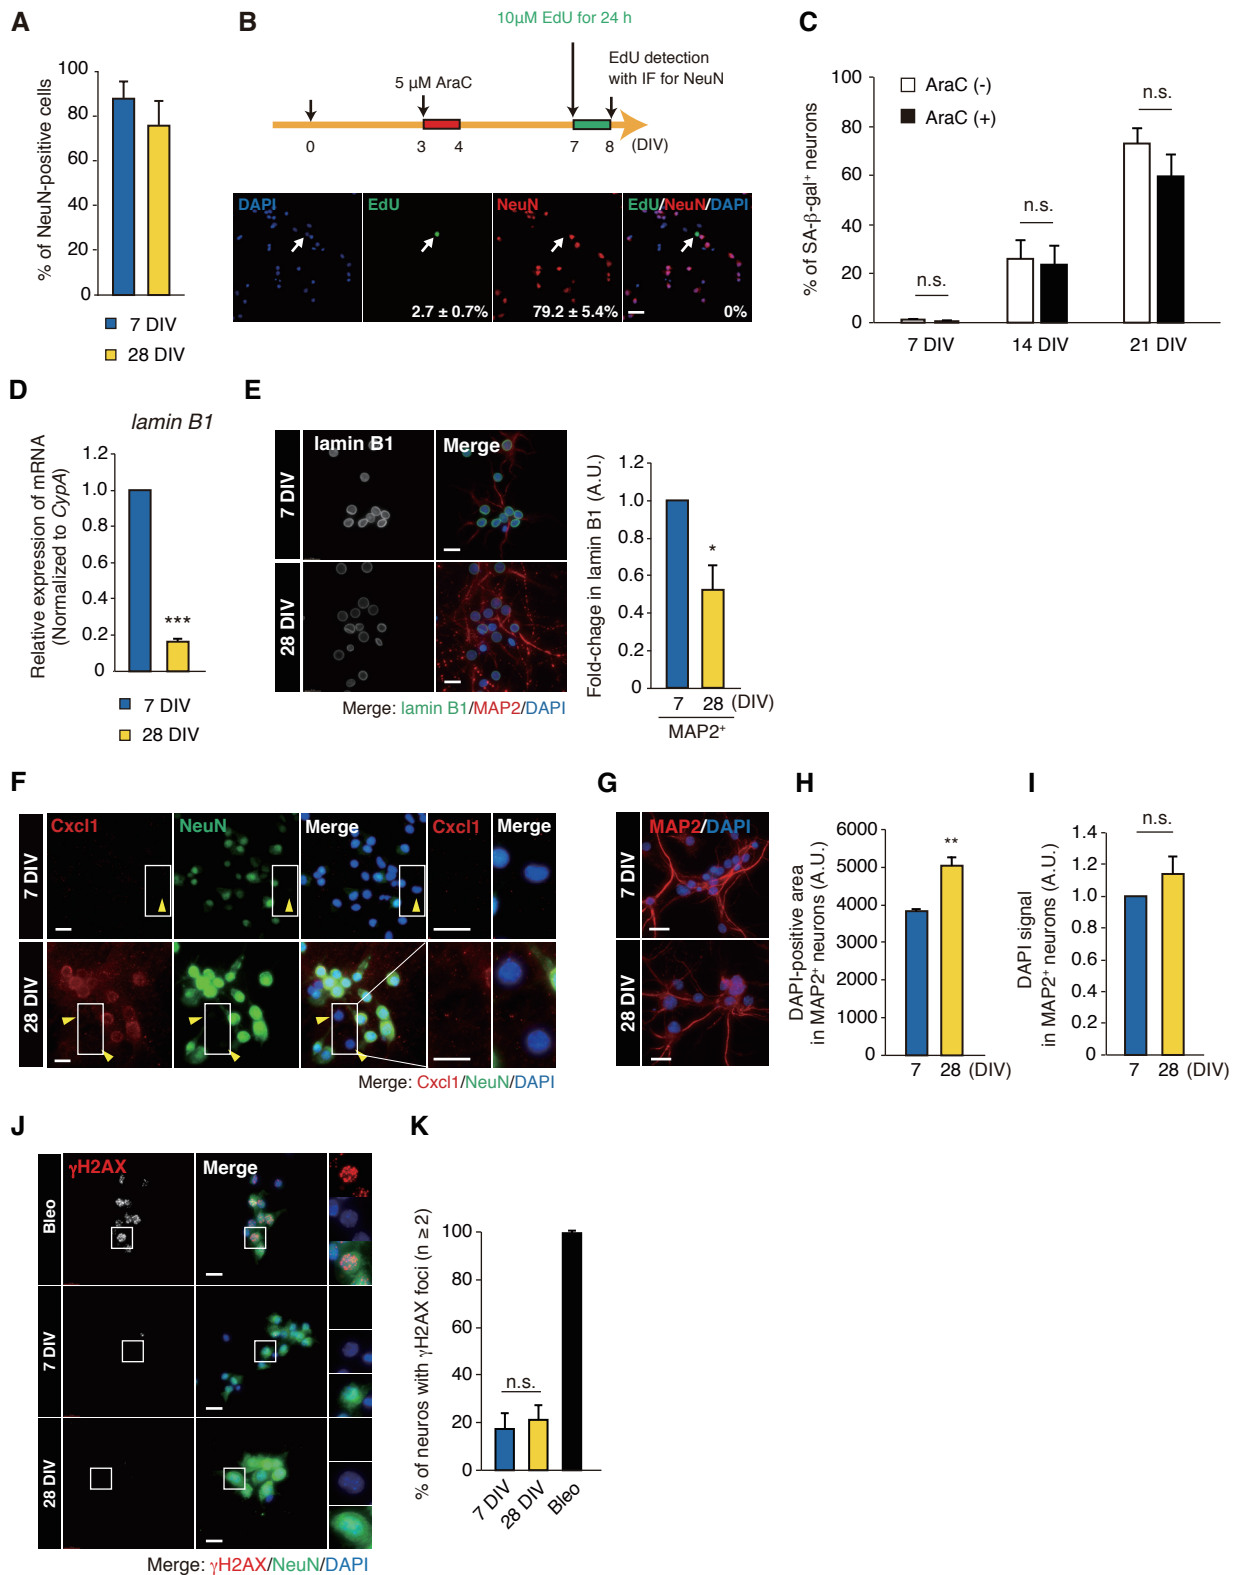 A
% of NeuN-positive cells
100
80
60
40
20
0
7 DIV
28 DIV
B
10µM EdU for 24 h
5 µM AraC
EdU detection
with IF for NeuN
0
3
4
7
8
(DIV)
DAPI
EdU
2.7 ± 0.7%
NeuN
79.2 ± 5.4%
EdU/NeuN/DAPI
0%
C
% of SA-β-gal⁺ neurons
100
80
60
40
20
0
AraC (-)
AraC (+)
n.s.
n.s.
n.s.
7 DIV
14 DIV
21 DIV
D
lamin B1
Relative expression of mRNA
(Normalized to CypA)
1.2
1.0
0.8
0.6
0.4
0.2
0
***
7 DIV
28 DIV
E
lamin B1
Merge
7 DIV
28 DIV
Merge: lamin B1/MAP2/DAPI
Fold-chage in lamin B1 (A.U.)
1.2
1.0
0.8
0.6
0.4
0.2
0
*
7
28
(DIV)
MAP2⁺
F
Cxcl1
NeuN
Merge
Cxcl1
Merge
7 DIV
28 DIV
Merge: Cxcl1/NeuN/DAPI
G
MAP2/DAPI
7 DIV
28 DIV
H
DAPI-positive area
in MAP2⁺ neurons (A.U.)
6000
5000
4000
3000
2000
1000
0
**
7
28
(DIV)
I
DAPI signal
in MAP2⁺ neurons (A.U.)
1.4
1.2
1.0
0.8
0.6
0.4
0.2
0
n.s.
7
28
(DIV)
J
γH2AX
Merge
Bleo
7 DIV
28 DIV
Merge: γH2AX/NeuN/DAPI
K
% of neuros with γH2AX foci (n ≥ 2)
100
80
60
40
20
0
n.s.
7 DIV
28 DIV
Bleo